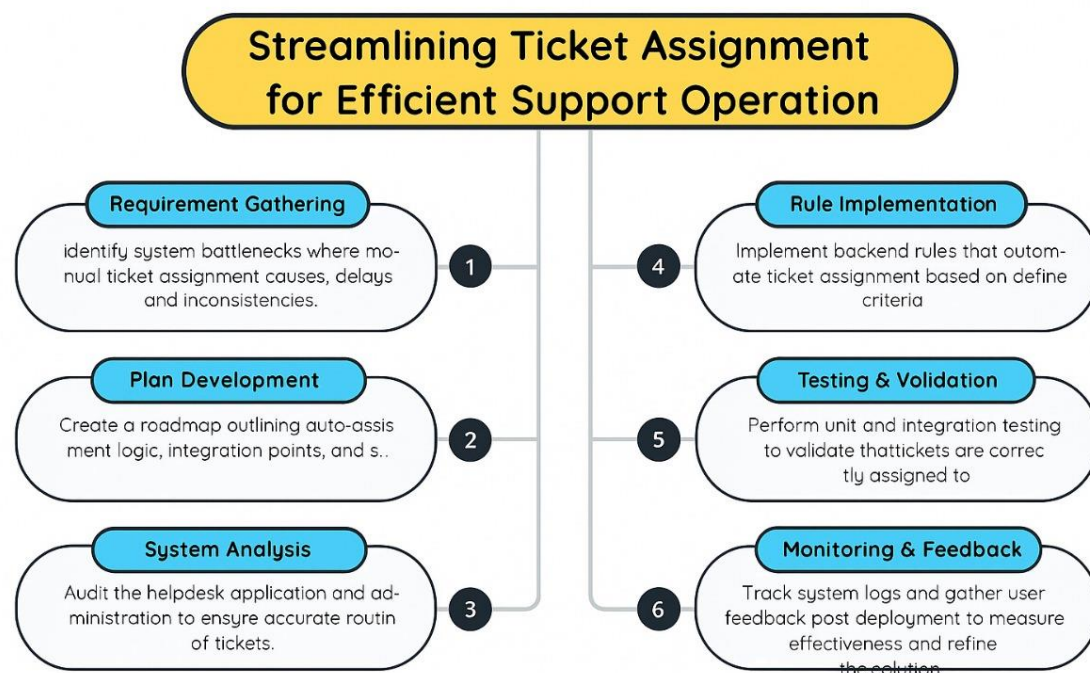 Streamlining Ticket Assignment
for Efficient Support Operation
Requirement Gathering
identify system battlenecks where mo-
nual ticket assignment causes, delays
and inconsistencies.
1
Plan Development
Create a roadmap outlining auto-assis
ment logic, integration points, and s..
2
System Analysis
Audit the helpdesk application and ad-
ministration to ensyre accurate routin
of tickets.
3
Rule Implementation
Implement backend rules that outom-
ate ticket assignment based on define
criteria
4
Testing & Volidation
Perform unit and integration testing
to validate thattickets are correc
tly assigned to
5
Monitoring & Feedback
Track system logs and gather user
feedback post deployment to measure
effectiveness and refine
the solution
6